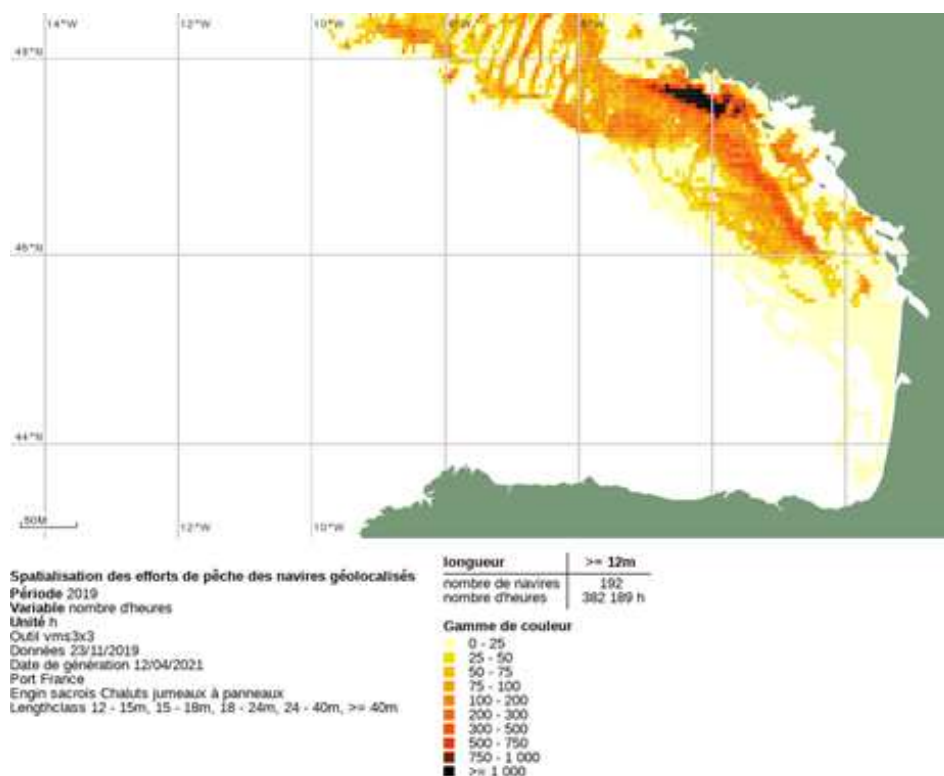 14°W 12°W 10°W 8°W 6°W
48°N
46°N
44°N
50M
12°W 10°W
Spatialisation des efforts de pêche des navires géolocalisés
Période 2019
Variable nombre d'heures
Unité h
Outil vms3x3
Données 23/11/2019
Date de génération 12/04/2021
Port France
Engin sacrois Chaluts jumeaux à panneaux
Lengthclass 12 - 15m, 15 - 18m, 18 - 24m, 24 - 40m, >= 40m
longueur >= 12m
nombre de navires 192
nombre d'heures 382 189 h
Gamme de couleur
0 - 25
25 - 50
50 - 75
75 - 100
100 - 200
200 - 300
300 - 500
500 - 750
750 - 1 000
>= 1 000